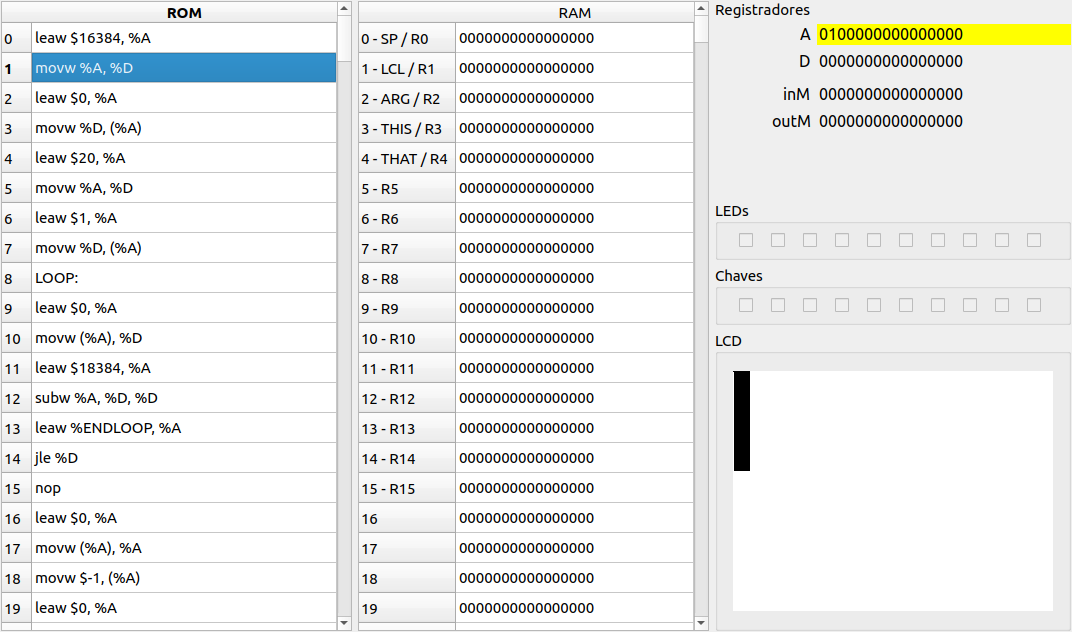 ROM
0 leaw $16384, %A
1 movw %A, %D
2 leaw $0, %A
3 movw %D, (%A)
4 leaw $20, %A
5 movw %A, %D
6 leaw $1, %A
7 movw %D, (%A)
8 LOOP:
9 leaw $0, %A
10 movw (%A), %D
11 leaw $18384, %A
12 subw %A, %D, %D
13 leaw %ENDLOOP, %A
14 jle %D
15 nop
16 leaw $0, %A
17 movw (%A), %A
18 movw $-1, (%A)
19 leaw $0, %A
RAM
0 - SP / R0 0000000000000000
1 - LCL / R1 0000000000000000
2 - ARG / R2 0000000000000000
3 - THIS / R3 0000000000000000
4 - THAT / R4 0000000000000000
5 - R5 0000000000000000
6 - R6 0000000000000000
7 - R7 0000000000000000
8 - R8 0000000000000000
9 - R9 0000000000000000
10 - R10 0000000000000000
11 - R11 0000000000000000
12 - R12 0000000000000000
13 - R13 0000000000000000
14 - R14 0000000000000000
15 - R15 0000000000000000
16 0000000000000000
17 0000000000000000
18 0000000000000000
19 0000000000000000
Registradores
A 0100000000000000
D 0000000000000000
inM 0000000000000000
outM 0000000000000000
LEDs
Chaves
LCD